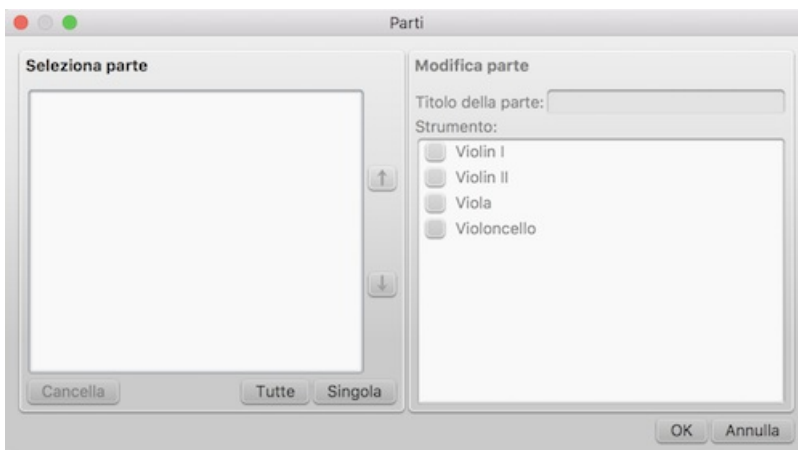 Parti
Seleziona parte
Cancella
Tutte
Singola
Modifica parte
Titolo della parte:
Strumento:
Violin I
Violin II
Viola
Violoncello
OK
Annulla